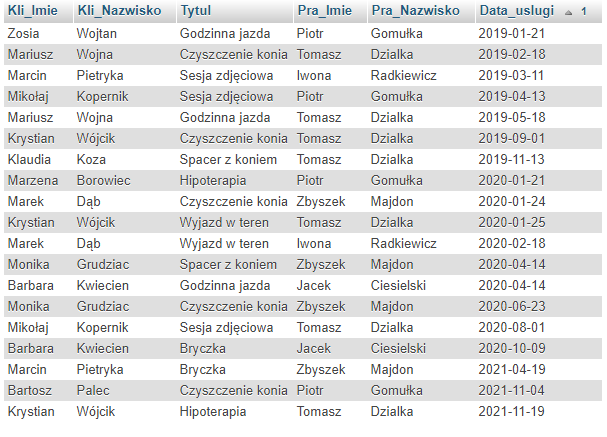 Kli_Imie Kli_Nazwisko Tytul Pra_Imie Pra_Nazwisko Data_uslugi 1
Zosia Wojtan Godzinna jazda Piotr Gomułka 2019-01-21
Mariusz Wojna Czyszczenie konia Tomasz Dzialka 2019-02-18
Marcin Pietryka Sesja zdjęciowa Iwona Radkiewicz 2019-03-11
Mikołaj Kopernik Sesja zdjęciowa Piotr Gomułka 2019-04-13
Mariusz Wojna Godzinna jazda Tomasz Dzialka 2019-05-18
Krystian Wójcik Czyszczenie konia Tomasz Dzialka 2019-09-01
Klaudia Koza Spacer z koniem Tomasz Dzialka 2019-11-13
Marzena Borowiec Hipoterapia Piotr Gomułka 2020-01-21
Marek Dąb Czyszczenie konia Zbyszek Majdon 2020-01-24
Krystian Wójcik Wyjazd w teren Tomasz Dzialka 2020-01-25
Marek Dąb Wyjazd w teren Iwona Radkiewicz 2020-02-18
Monika Grudziac Spacer z koniem Zbyszek Majdon 2020-04-14
Barbara Kwiecien Godzinna jazda Jacek Ciesielski 2020-04-14
Monika Grudziac Czyszczenie konia Zbyszek Majdon 2020-06-23
Mikołaj Kopernik Sesja zdjęciowa Tomasz Dzialka 2020-08-01
Barbara Kwiecien Bryczka Jacek Ciesielski 2020-10-09
Marcin Pietryka Bryczka Zbyszek Majdon 2021-04-19
Bartosz Palec Czyszczenie konia Piotr Gomułka 2021-11-04
Krystian Wójcik Hipoterapia Tomasz Dzialka 2021-11-19